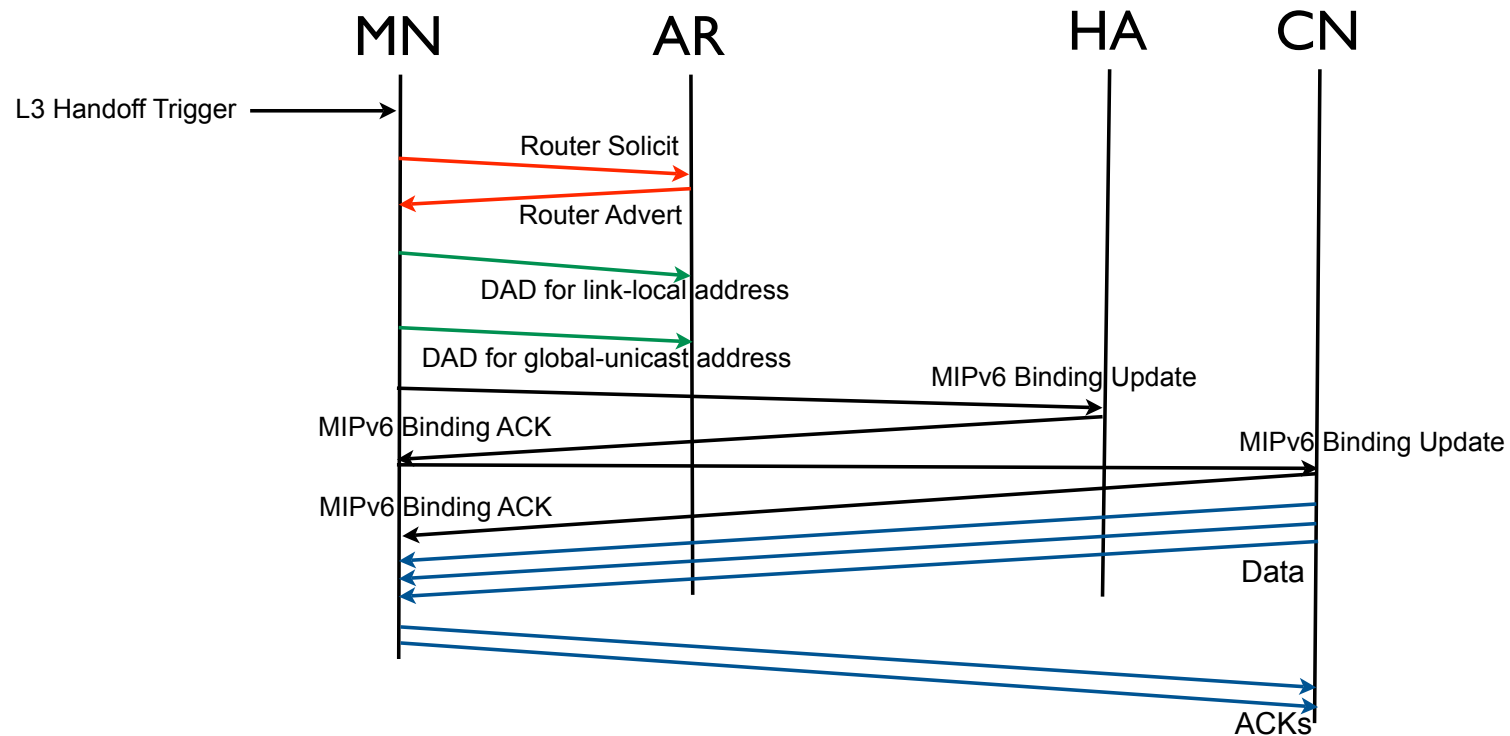 MN
AR
HA
CN
L3 Handoff Trigger
Router Solicit
Router Advert
DAD for link-local address
DAD for global-unicast address
MIPv6 Binding Update
MIPv6 Binding ACK
MIPv6 Binding Update
MIPv6 Binding ACK
Data
ACKs